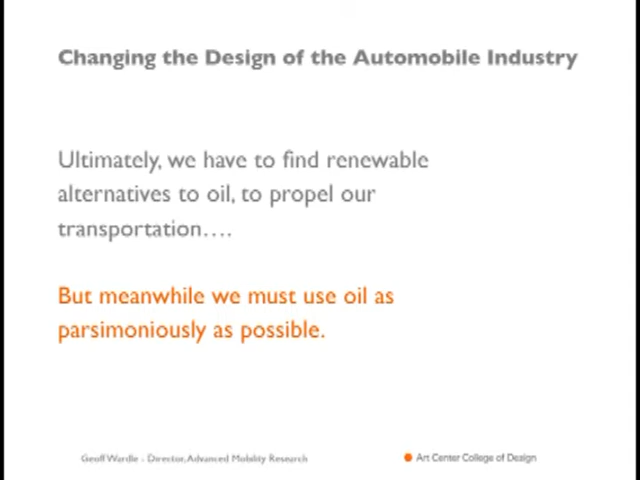 Changing the Design of the Automobile Industry
Ultimately, we have to find renewable
alternatives to oil, to propel our
transportation….
But meanwhile we must use oil as
parsimoniously as possible.
Geoff Wardle - Director, Advanced Mobility Research
Art Center College of Design